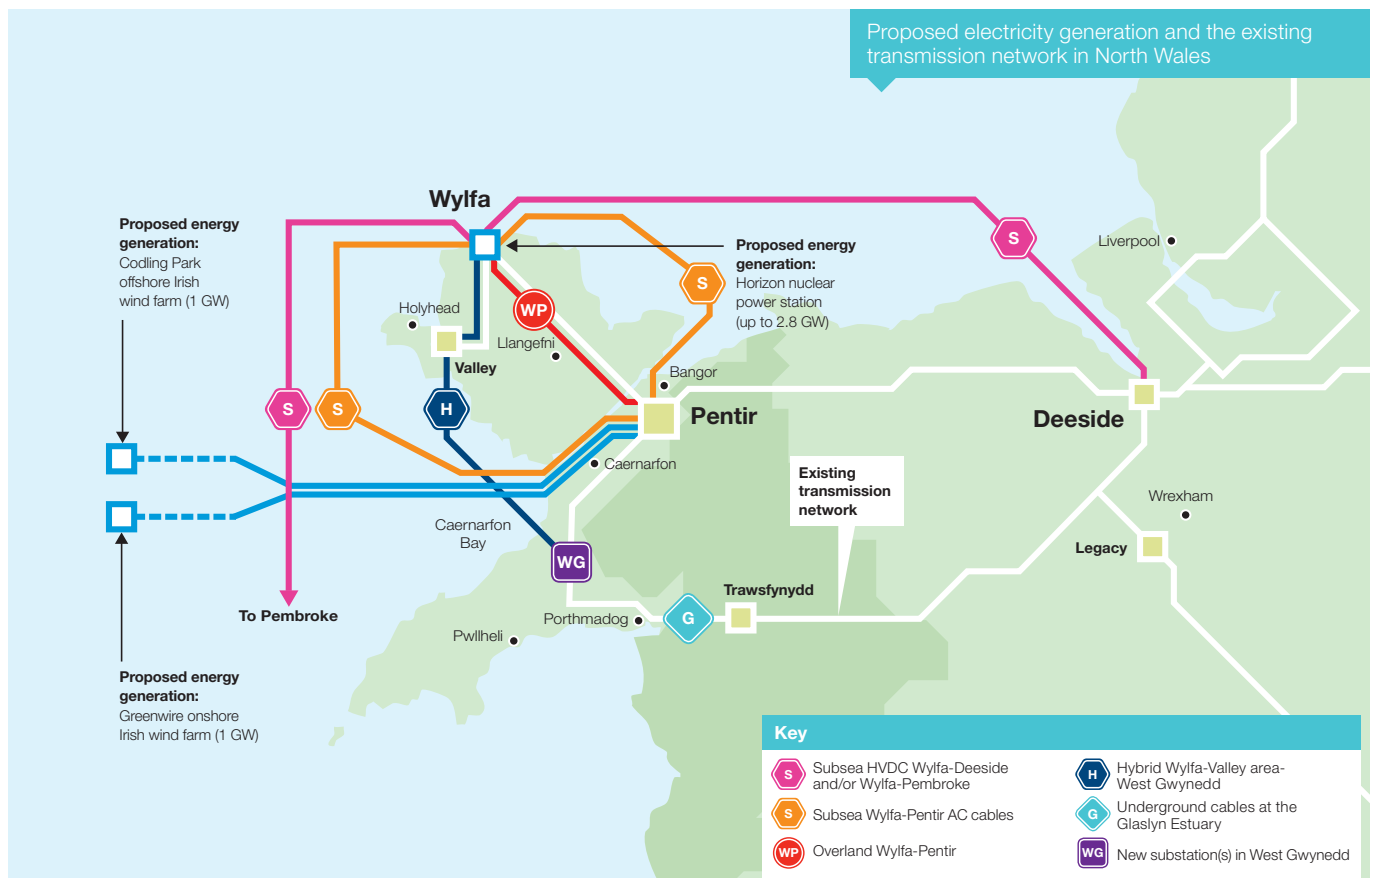 Proposed electricity generation and the existing
transmission network in North Wales
Wylfa
Proposed energy
generation:
Codling Park
offshore Irish
wind farm (1 GW)
Proposed energy
generation:
Horizon nuclear
power station
(up to 2.8 GW)
S
Liverpool
S
Holyhead
WP
Llangefni
Valley
Bangor
S
S
H
Pentir
Deeside
Caernarfon
Existing
transmission
network
Wrexham
Caernarfon
Bay
Legacy
WG
Trawsfynydd
To Pembroke
Porthmadog
G
Pwllheli
Proposed energy
generation:
Greenwire onshore
Irish wind farm (1 GW)
Key
S
Subsea HVDC Wylfa-Deeside
and/or Wylfa-Pembroke
S
Subsea Wylfa-Pentir AC cables
WP
Overland Wylfa-Pentir
H
Hybrid Wylfa-Valley area-
West Gwynedd
G
Underground cables at the
Glaslyn Estuary
WG
New substation(s) in West Gwynedd